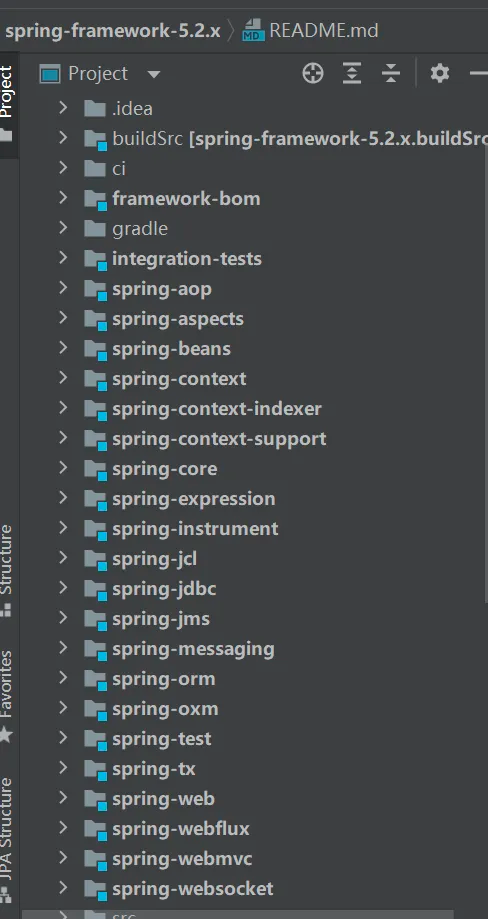 spring-framework-5.2.x 〉 README.md
Project
Project
.idea
buildSrc [spring-framework-5.2.x.buildSrc
ci
framework-bom
gradle
integration-tests
spring-aop
spring-aspects
spring-beans
spring-context
spring-context-indexer
spring-context-support
spring-core
spring-expression
spring-instrument
spring-jcl
spring-jdbc
spring-jms
spring-messaging
spring-orm
spring-oxm
spring-test
spring-tx
spring-web
spring-webflux
spring-webmvc
spring-websocket
src
Structure
Favorites
JPA Structure